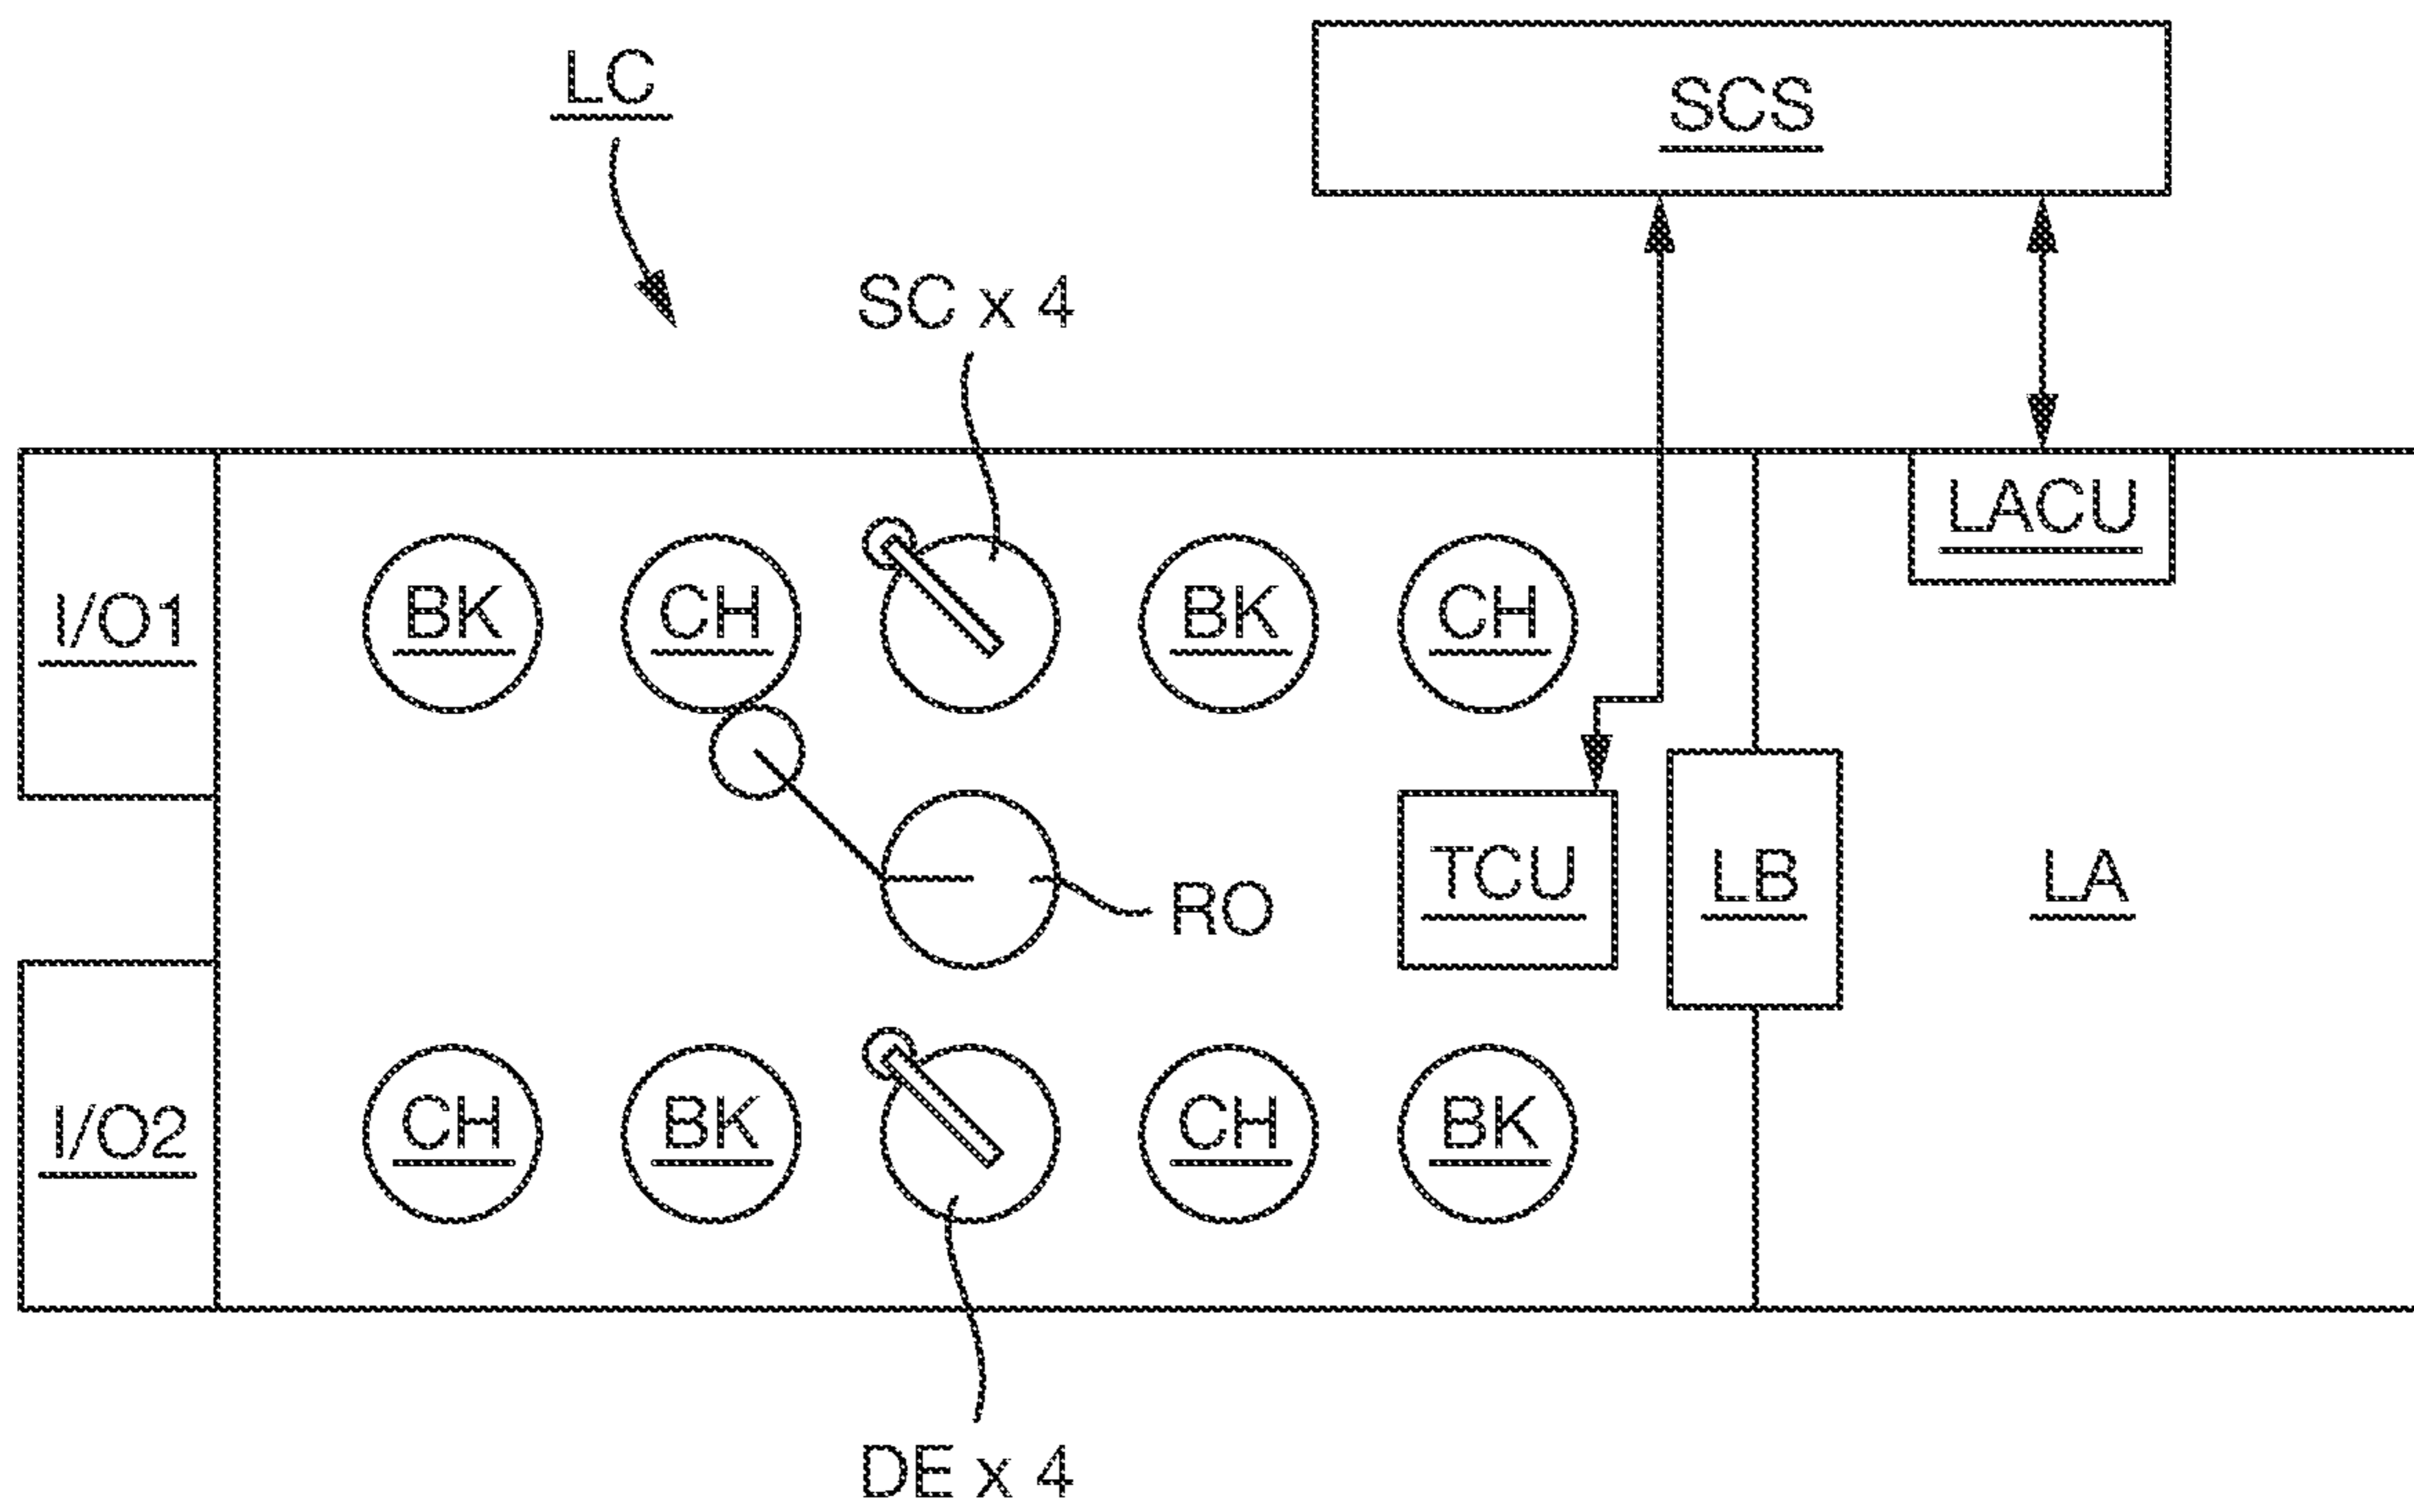 LC
SCS
SC x 4
LACU
I/O1
BK
CH
BK
CH
TCU
LB
LA
RO
I/O2
CH
BK
CH
BK
DE x 4